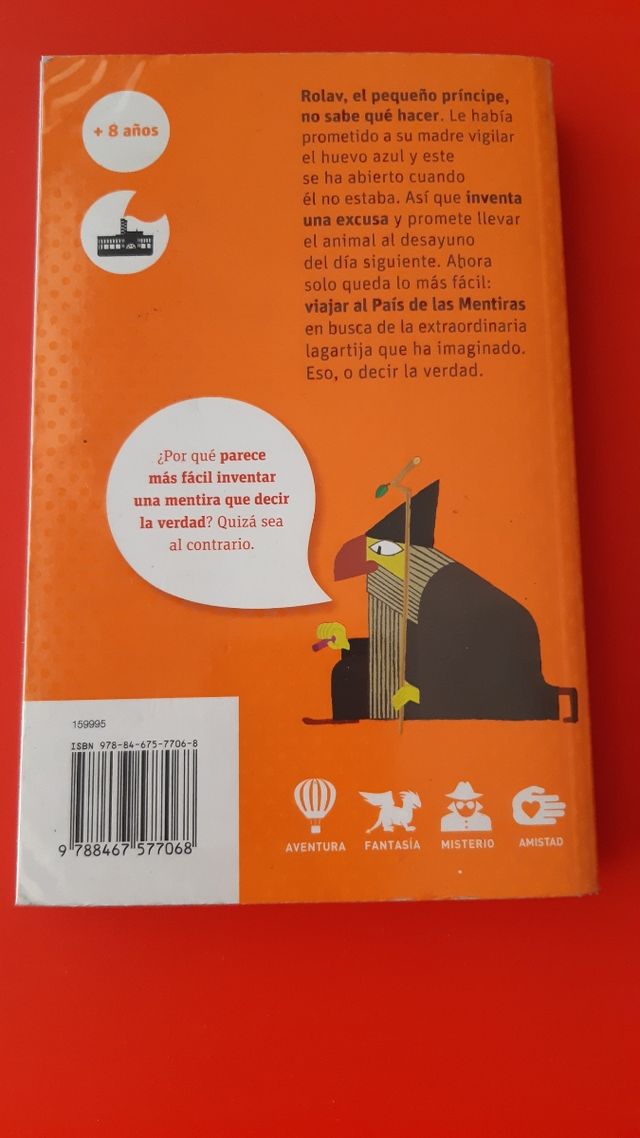 + 8 años
Rolav, el pequeño príncipe,
no sabe qué hacer. Le había
prometido a su madre vigilar
el huevo azul y este
se ha abierto cuando
él no estaba. Así que inventa
una excusa y promete llevar
el animal al desayuno
del día siguiente. Ahora
solo queda lo más fácil:
viajar al País de las Mentiras
en busca de la extraordinaria
lagartija que ha imaginado.
Eso, o decir la verdad.
¿Por qué parece
más fácil inventar
una mentira que decir
la verdad? Quizá sea
al contrario.
159995
ISBN 978-84-675-7706-8
9 788467 577068
AVENTURA
FANTASÍA
MISTERIO
AMISTAD